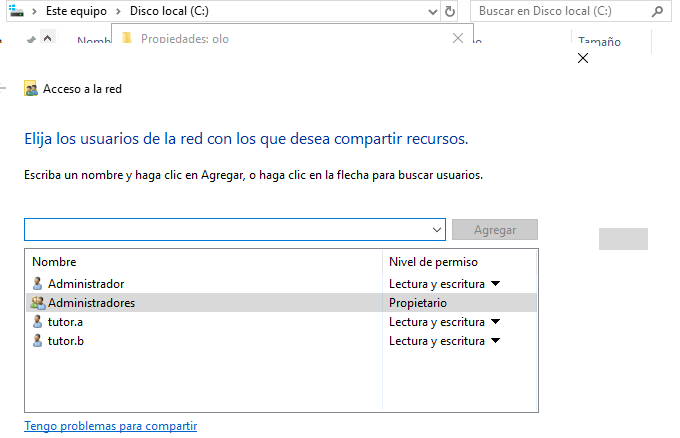 Este equipo > Disco local (C:)
Buscar en Disco local (C:)
Propiedades: olo
Tamaño
Acceso a la red
Elija los usuarios de la red con los que desea compartir recursos.
Escriba un nombre y haga clic en Agregar, o haga clic en la flecha para buscar usuarios.
Agregar
Nombre Nivel de permiso
Administrador Lectura y escritura
Administradores Propietario
tutor.a Lectura y escritura
tutor.b Lectura y escritura
Tengo problemas para compartir